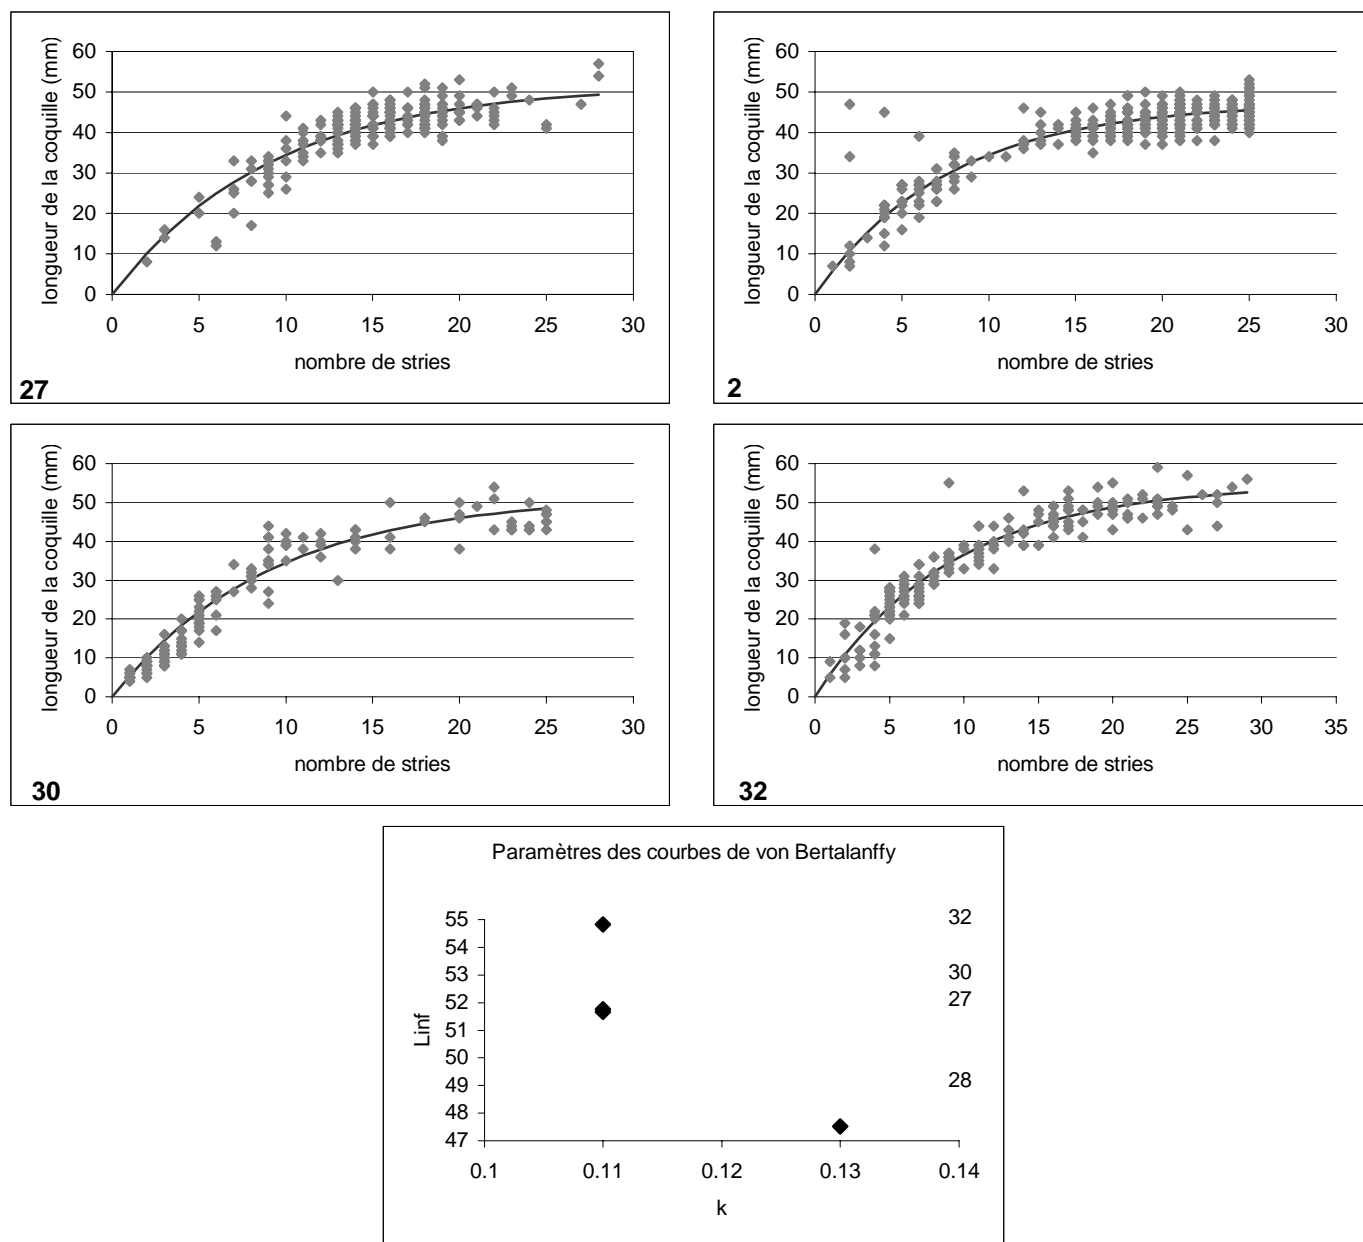 longueur de la coquille (mm)
60
50
40
30
20
10
0
0 5 10 15 20 25 30
nombre de stries
27
longueur de la coquille (mm)
60
50
40
30
20
10
0
0 5 10 15 20 25 30
nombre de stries
2
longueur de la coquille (mm)
60
50
40
30
20
10
0
0 5 10 15 20 25 30
nombre de stries
30
longueur de la coquille (mm)
60
50
40
30
20
10
0
0 5 10 15 20 25 30 35
nombre de stries
32
Paramètres des courbes de von Bertalanffy
Linf
55
54
53
52
51
50
49
48
47
32
30
27
28
0.1 0.11 0.12 0.13 0.14
k